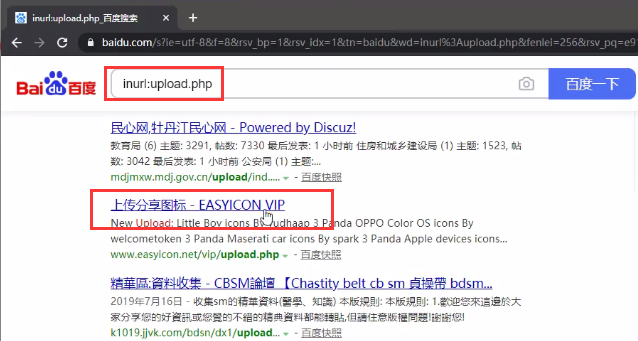 inurl:upload.php_百度搜索
baidu.com/s?ie=utf-8&f=8&rsv_bp=1&rsv_idx=1&tn=baidu&wd=inurl%3Aupload.php&fenlei=256&rsv_pq=e9
Bai du 百度 inurl:upload.php 百度一下
民心网,牡丹江民心网 - Powered by Discuz!
教育局 (6) 主题: 3291, 帖数: 7330 最后发表: 1 小时前 住房和城乡建设局 (1) 主题: 1523, 帖
数: 3042 最后发表: 1 小时前 公安局 (1) 主题:...
mdjmxw.mdj.gov.cn/upload/ind..... - 百度快照
上传分享图标 - EASYICON VIP
New Upload: Little Boy icons By yudhaap 3 Panda OPPO Color OS icons By
welcometoken 3 Panda Maserati car icons By spark 3 Panda Apple devices icons...
www.easyicon.net/vip/upload.php - 百度快照
精華區:資料收集 - CBSM論壇 【Chastity belt cb sm 貞操帶 bdsm...
2019年7月16日 - 收集sm的精華資料(醫學、知識) 本版規則: 本版規則: 1.歡迎您來這邊於大
家分享您的好資訊或您覺的不錯的精典資料都能轉貼,但請注意版權問題!謝謝您!
k1019.jjvk.com/bdsn/dx1/upload... - 百度快照